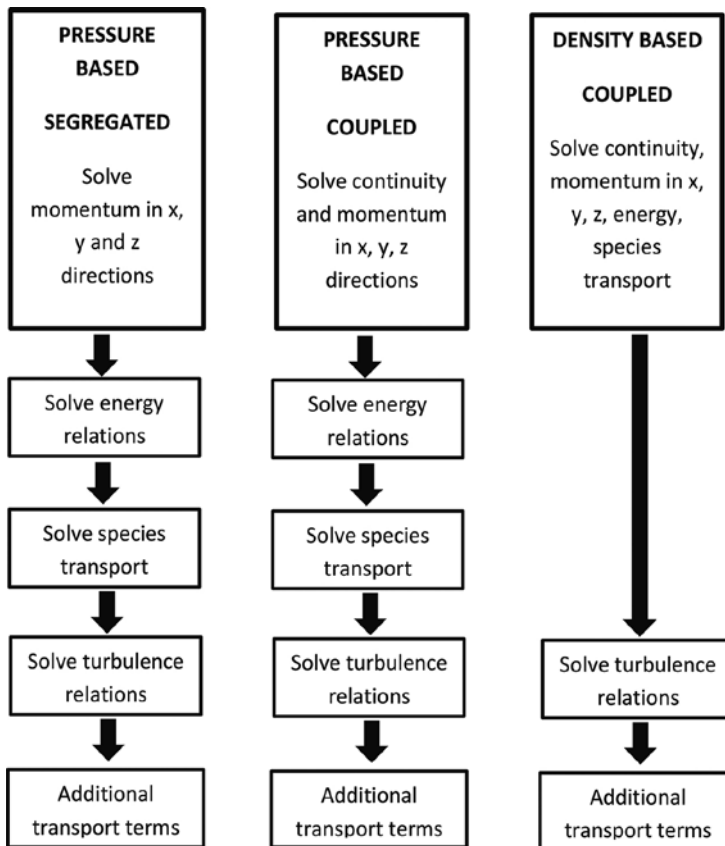 PRESSURE
BASED
SEGREGATED
Solve
momentum in x,
y and z
directions
Solve energy
relations
Solve species
transport
Solve turbulence
relations
Additional
transport terms
PRESSURE
BASED
COUPLED
Solve continuity
and momentum
in x, y, z
directions
Solve energy
relations
Solve species
transport
Solve turbulence
relations
Additional
transport terms
DENSITY BASED
COUPLED
Solve continuity,
momentum in x,
y, z, energy,
species
transport
Solve turbulence
relations
Additional
transport terms